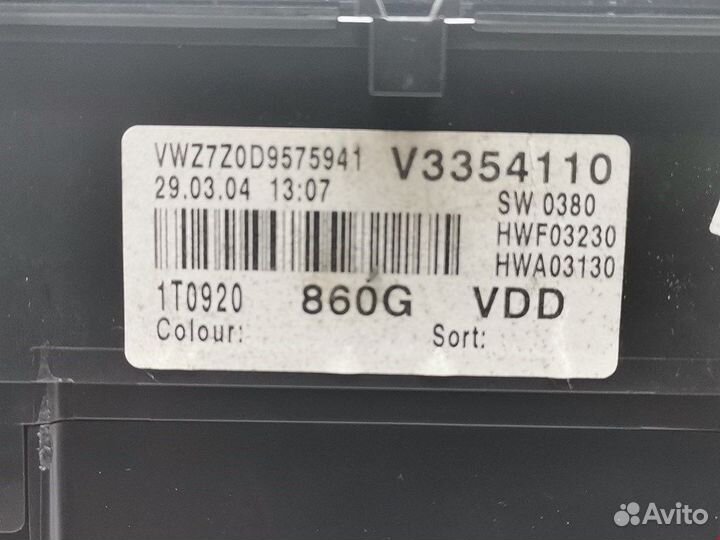 VWZ7Z0D9575941 V3354110
29.03.04 13:07 SW 0380
HWF03230
HWA03130
1T0920 860G VDD
Colour: Sort:
Avito